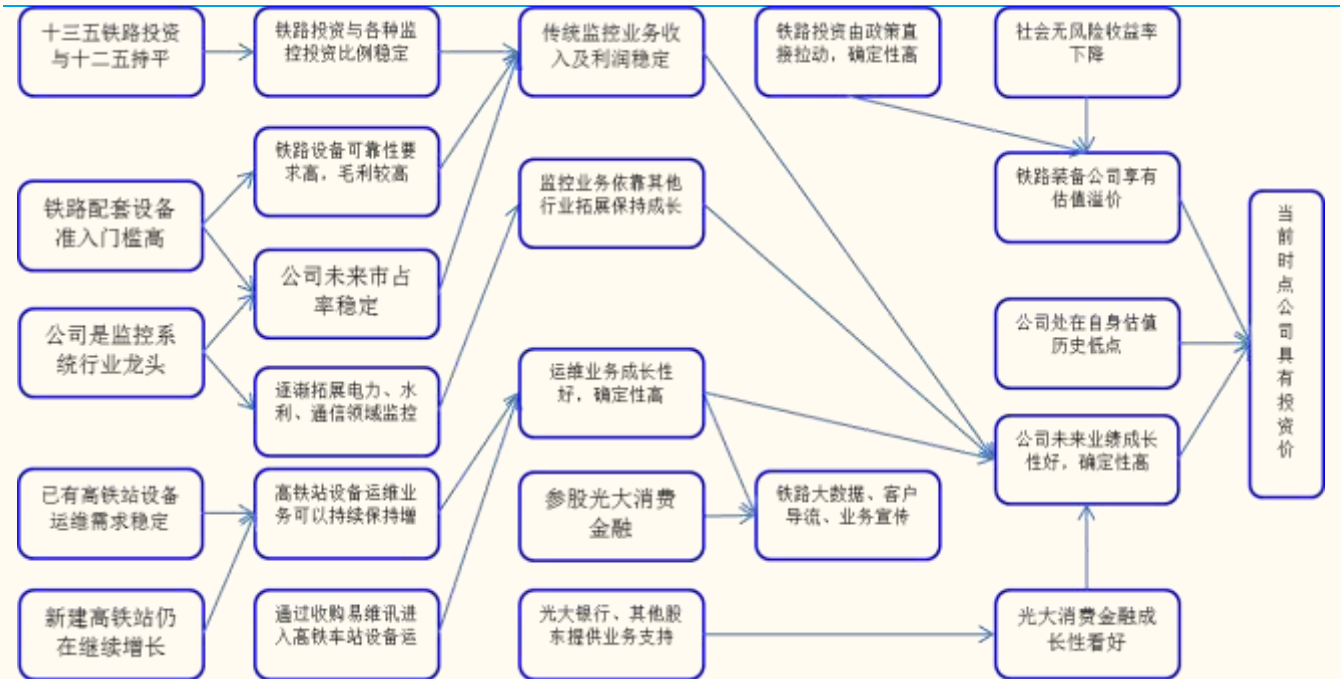 十三五铁路投资
与十二五持平
铁路投资与各种监
控投资比例稳定
传统监控业务收
入及利润稳定
铁路投资由政策直
接拉动，确定性高
社会无风险收益率
下降
铁路设备可靠性要
求高，毛利较高
铁路配套设备
准入门槛高
监控业务依靠其他
行业拓展保持成长
铁路装备公司享有
估值溢价
公司未来市占
率稳定
公司是监控系
统行业龙头
公司处在自身估值
历史低点
当
前
时
点
公
司
具
有
投
资
价
逐渐拓展电力、水
利、通信领域监控
运维业务成长性
好，确定性高
公司未来业绩成长
性好，确定性高
已有高铁站设备
运维需求稳定
高铁站设备运维业
务可以持续保持增
参股光大消费
金融
铁路大数据、客户
导流、业务宣传
新建高铁站仍
在继续增长
通过收购易维讯进
入高铁车站设备运
光大银行、其他股
东提供业务支持
光大消费金融成
长性看好